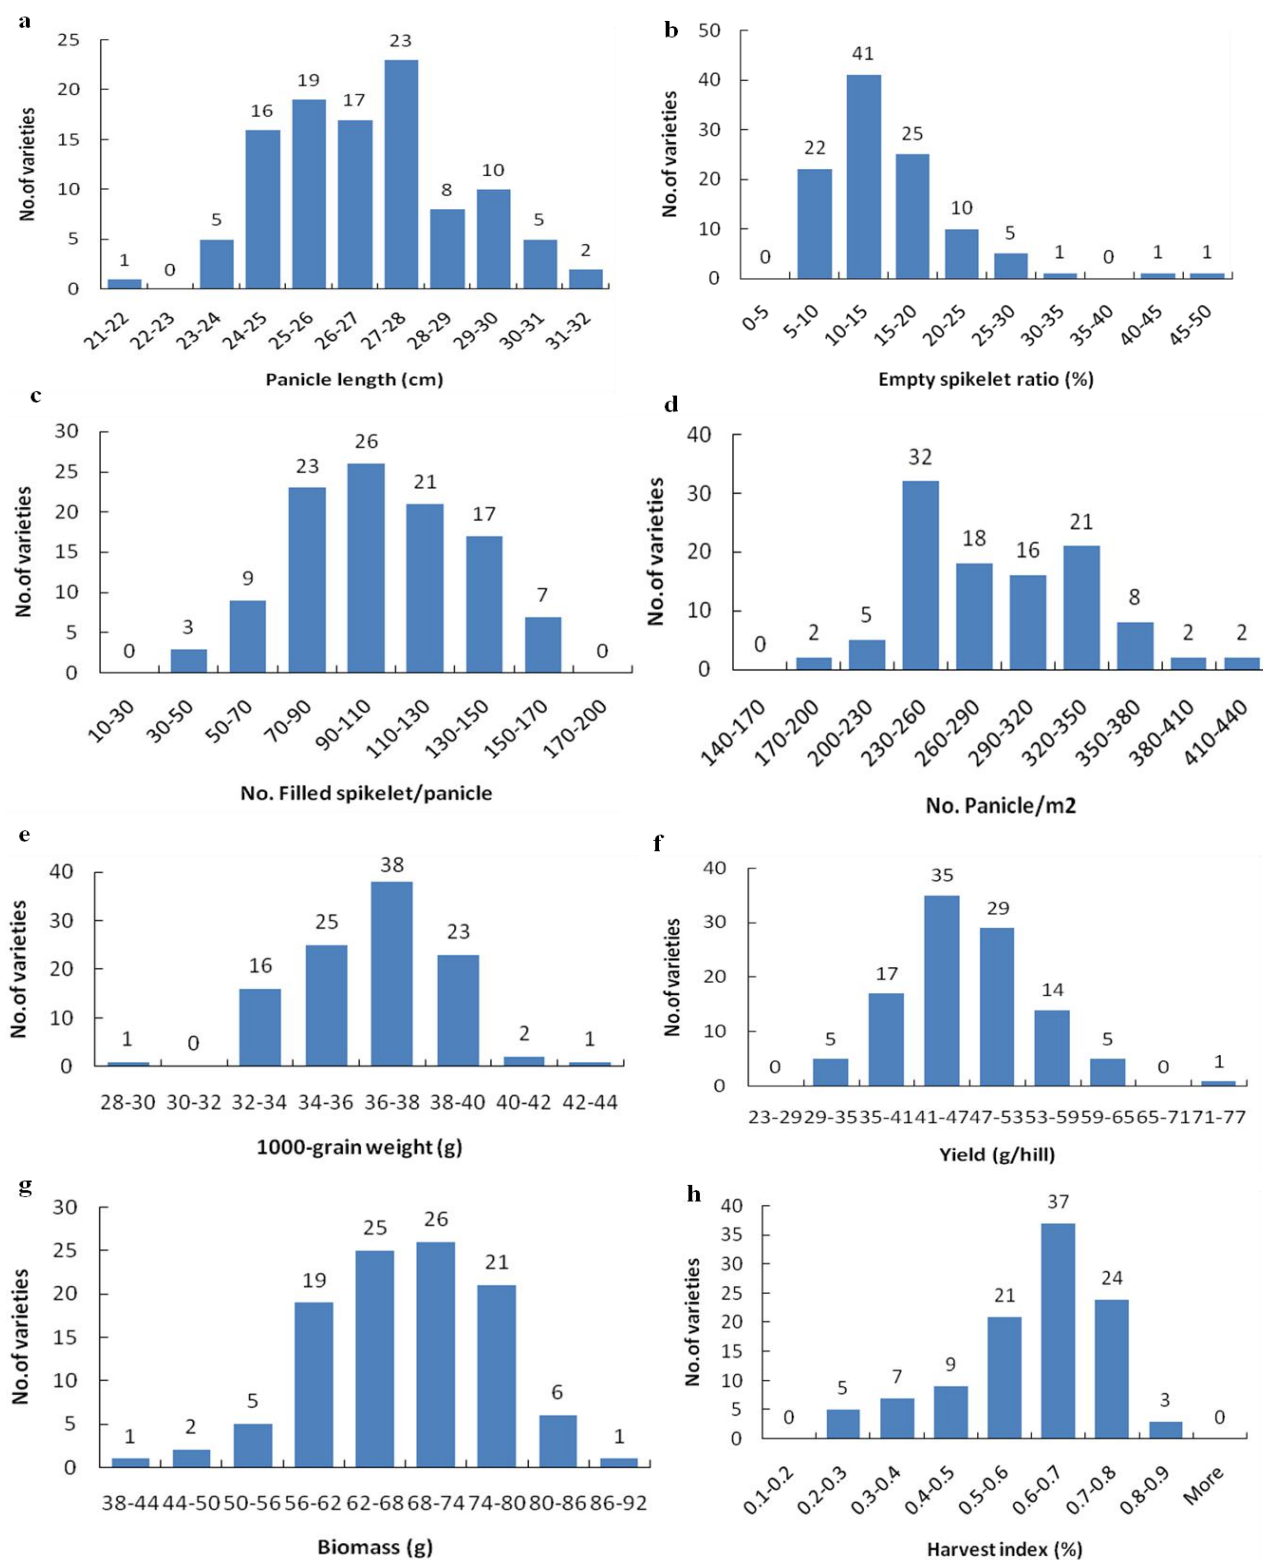 a
25
20
15
10
5
0
No.of varieties
1 0 5 16 19 17 23 8 10 5 2
21-22 22-23 23-24 24-25 25-26 26-27 27-28 28-29 29-30 30-31 31-32
Panicle length (cm)
b
50
40
30
20
10
0
No.of varieties
0 22 41 25 10 5 1 0 1 1
0-5 5-10 10-15 15-20 20-25 25-30 30-35 35-40 40-45 45-50
Empty spikelet ratio (%)
c
30
25
20
15
10
5
0
No.of varieties
0 3 9 23 26 21 17 7 0
10-30 30-50 50-70 70-90 90-110 110-130 130-150 150-170 170-200
No. Filled spikelet/panicle
d
40
30
20
10
0
No.of varieties
0 2 5 32 18 16 21 8 2 2
140-170 170-200 200-230 230-260 260-290 290-320 320-350 350-380 380-410 410-440
No. Panicle/m2
e
40
30
20
10
0
No.of varieties
1 0 16 25 38 23 2 1
28-30 30-32 32-34 34-36 36-38 38-40 40-42 42-44
1000-grain weight (g)
f
40
30
20
10
0
No.of varieties
0 5 17 35 29 14 5 0 1
23-29 29-35 35-41 41-47 47-53 53-59 59-65 65-71 71-77
Yield (g/hill)
g
30
25
20
15
10
5
0
No.of varieties
1 2 5 19 25 26 21 6 1
38-44 44-50 50-56 56-62 62-68 68-74 74-80 80-86 86-92
Biomass (g)
h
40
35
30
25
20
15
10
5
0
No.of varieties
0 5 7 9 21 37 24 3 0
0.1-0.2 0.2-0.3 0.3-0.4 0.4-0.5 0.5-0.6 0.6-0.7 0.7-0.8 0.8-0.9 More
Harvest index (%)